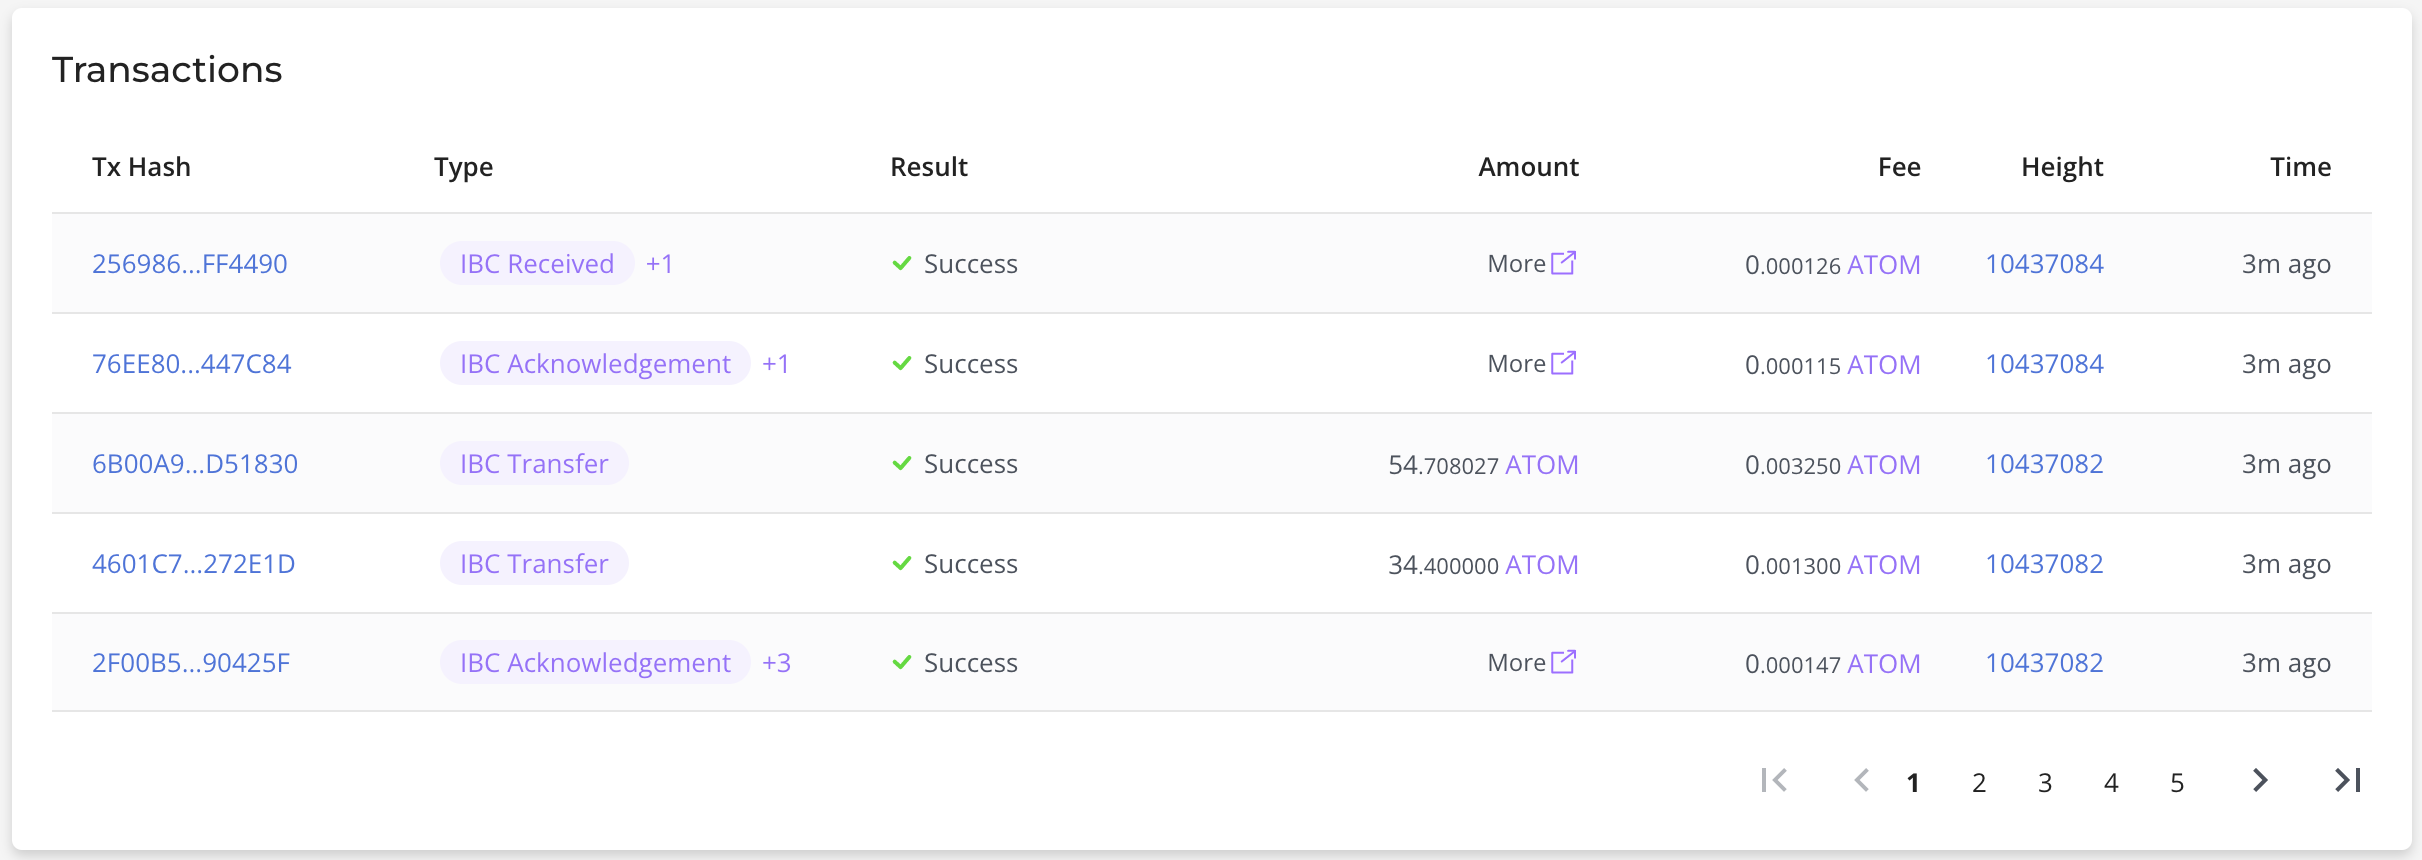 Transactions
Tx Hash Type Result Amount Fee Height Time
256986...FF4490 IBC Received +1 Success More 0.000126 ATOM 10437084 3m ago
76EE80...447C84 IBC Acknowledgement +1 Success More 0.000115 ATOM 10437084 3m ago
6B00A9...D51830 IBC Transfer Success 54.708027 ATOM 0.003250 ATOM 10437082 3m ago
4601C7...272E1D IBC Transfer Success 34.400000 ATOM 0.001300 ATOM 10437082 3m ago
2F00B5...90425F IBC Acknowledgement +3 Success More 0.000147 ATOM 10437082 3m ago
1 2 3 4 5